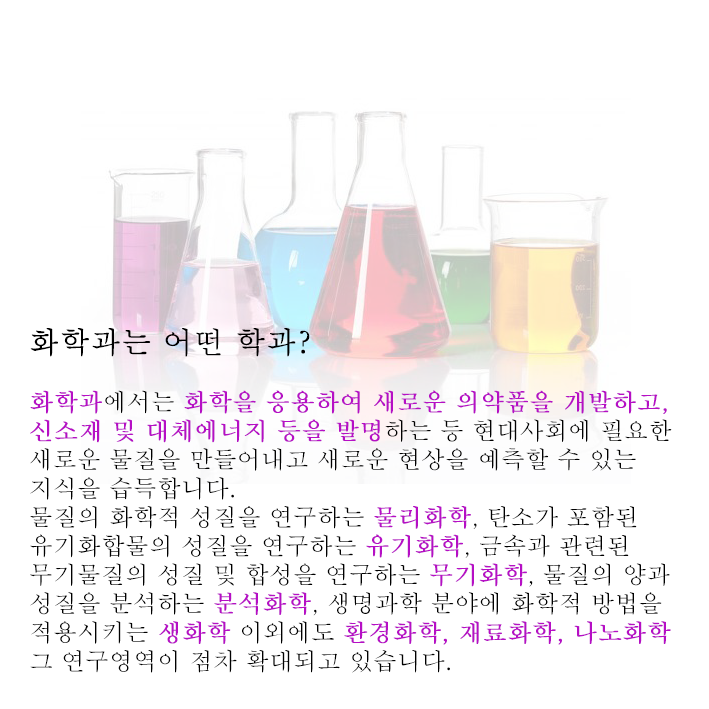 화학과는 어떤 학과?
화학과에서는 화학을 응용하여 새로운 의약품을 개발하고,
신소재 및 대체에너지 등을 발명하는 등 현대사회에 필요한
새로운 물질을 만들어내고 새로운 현상을 예측할 수 있는
지식을 습득합니다.
물질의 화학적 성질을 연구하는 물리화학, 탄소가 포함된
유기화합물의 성질을 연구하는 유기화학, 금속과 관련된
무기물질의 성질 및 합성을 연구하는 무기화학, 물질의 양과
성질을 분석하는 분석화학, 생명과학 분야에 화학적 방법을
적용시키는 생화학 이외에도 환경화학, 재료화학, 나노화학
그 연구영역이 점차 확대되고 있습니다.